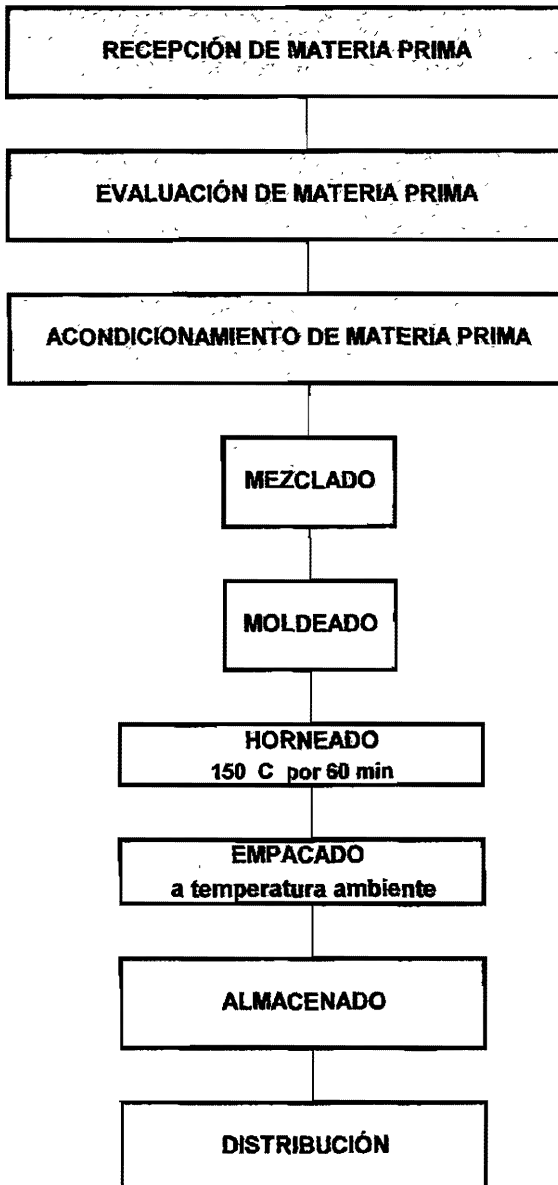 RECEPCIÓN DE MATERIA PRIMA
EVALUACIÓN DE MATERIA PRIMA
ACONDICIONAMIENTO DE MATERIA PRIMA
MEZCLADO
MOLDEADO
HORNEADO
150 C por 60 min
EMPACADO
a temperatura ambiente
ALMACENADO
DISTRIBUCIÓN